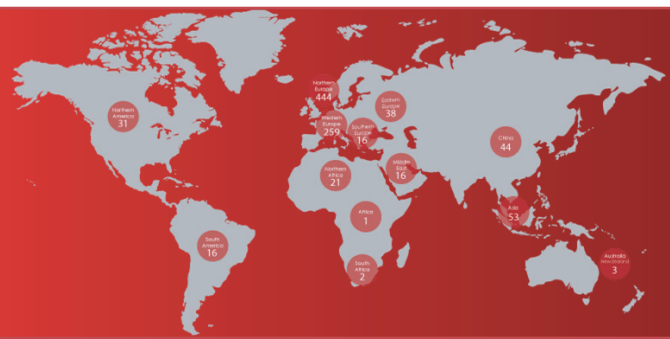 Northern
Europe
444
Eastern
Europe
38
Northern
America
31
Western
Europe
259
Southern
Europe
16
China
44
Middle
East
16
Northern
Africa
21
Asia
53
Africa
1
South
America
16
South
Africa
2
Australia
New Zealand
3